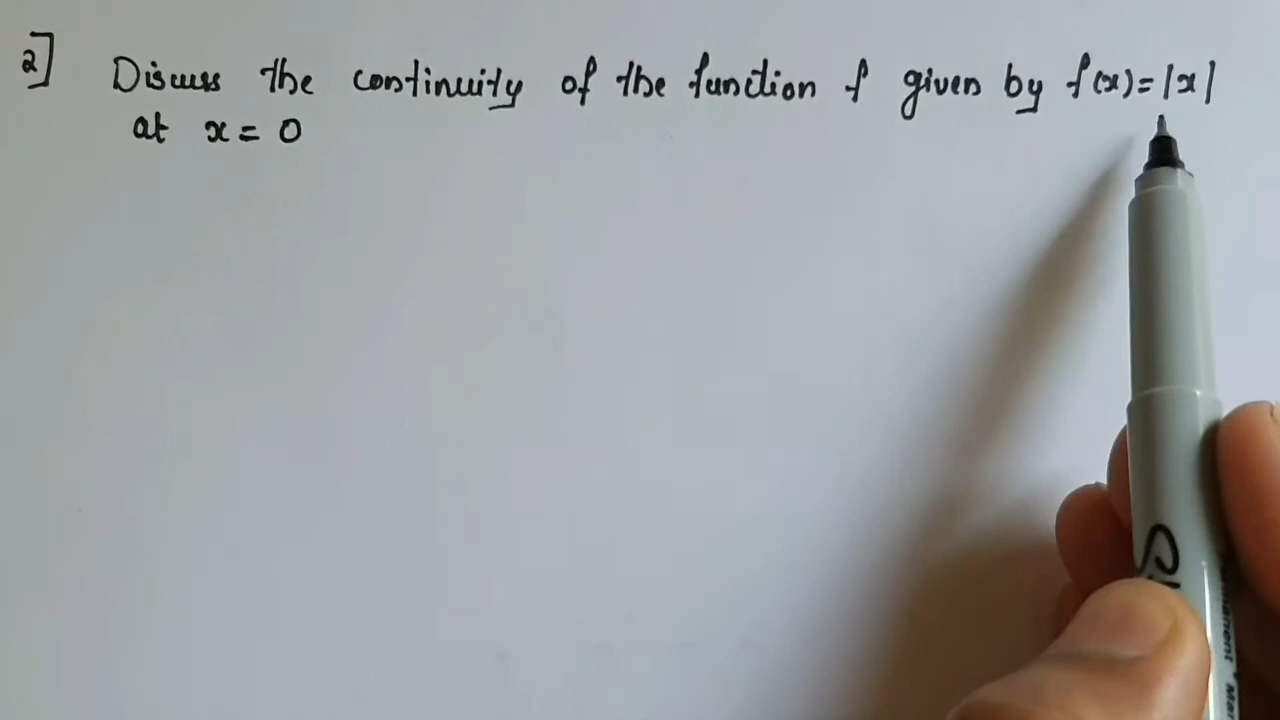 2] Discuss the continuity of the function f given by f(x)=|x|
at x = 0